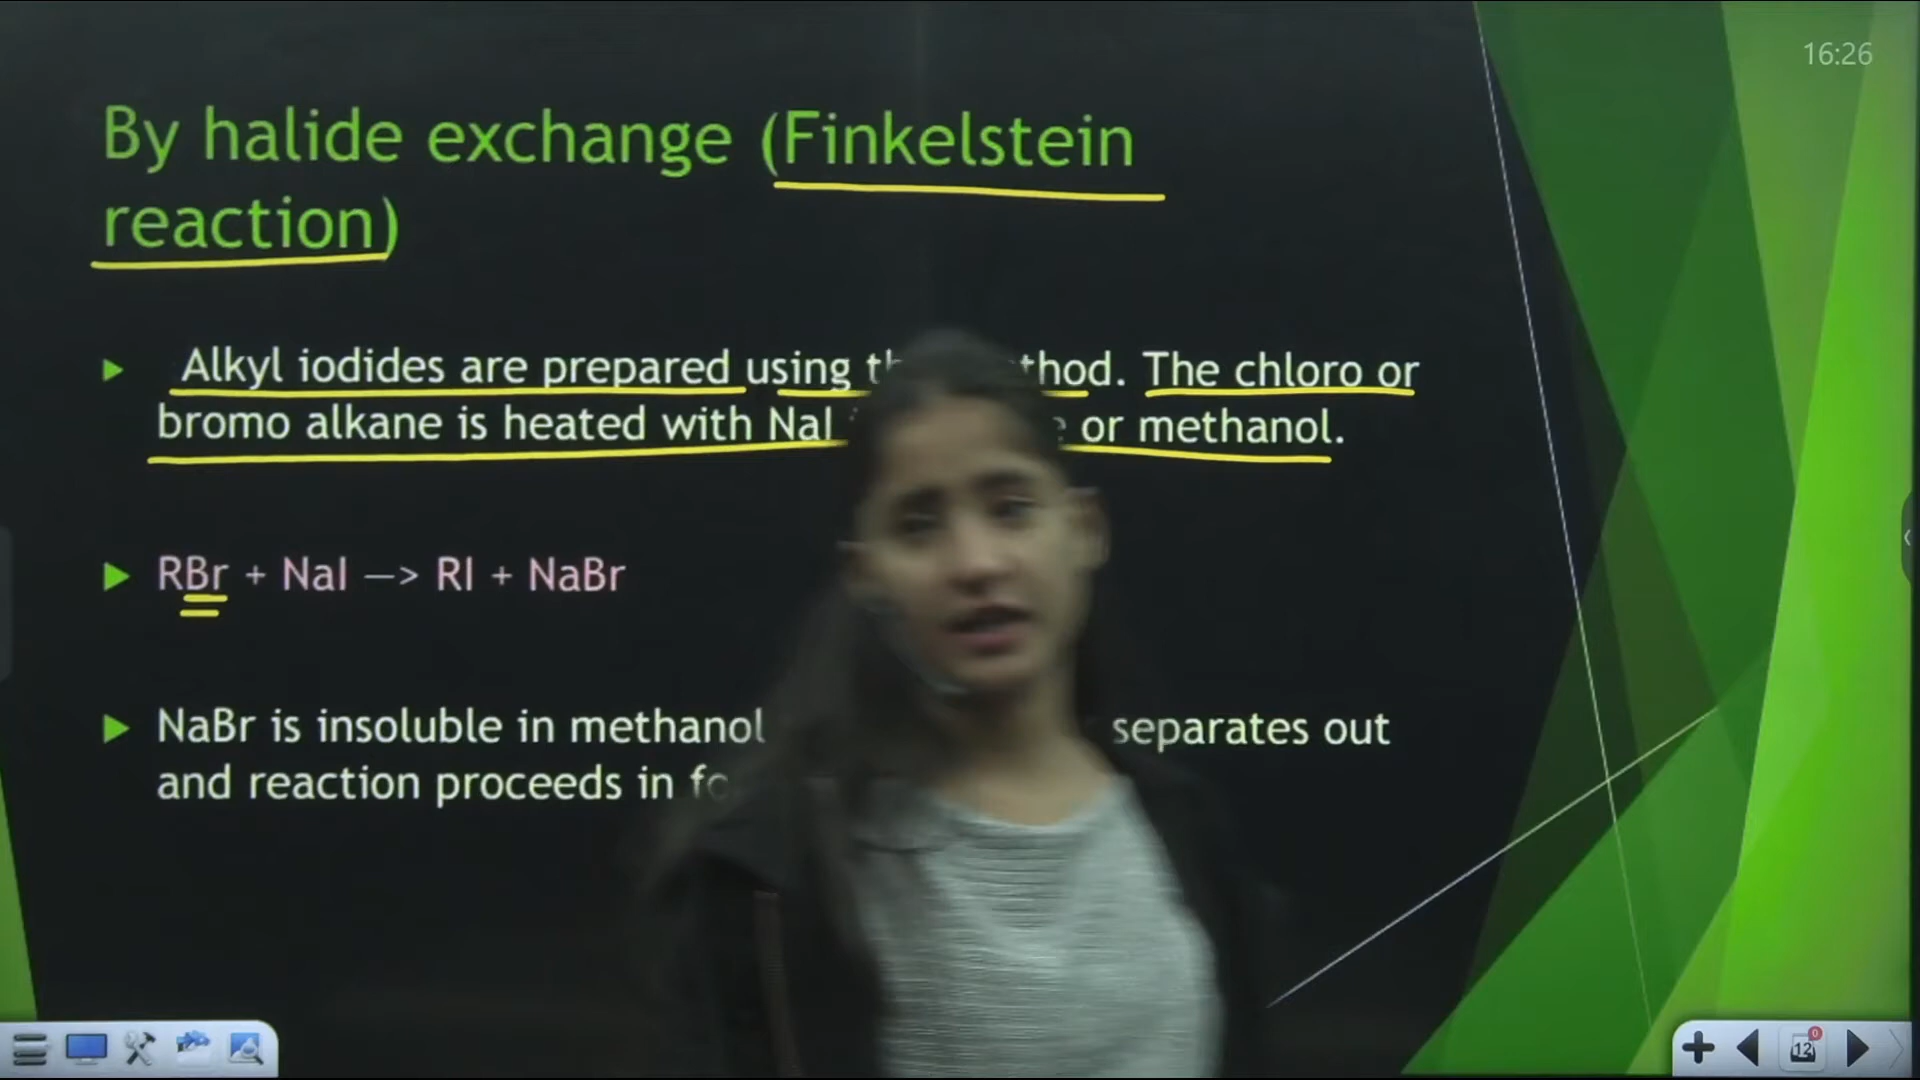 16:26
By halide exchange (Finkelstein
reaction)
Alkyl iodides are prepared using thod. The chloro or
bromo alkane is heated with NaI or methanol.
RBr + NaI —> RI + NaBr
NaBr is insoluble in methanol separates out
and reaction proceeds in
12